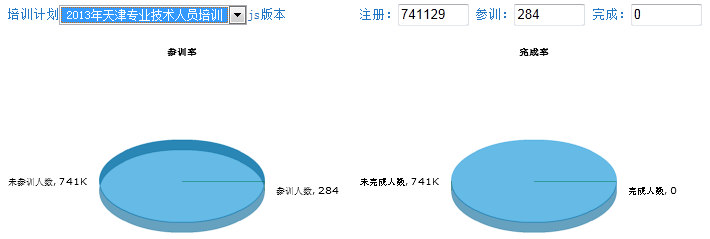 培训计划 2013年天津专业技术人员培训 js版本 注册: 741129 参训: 284 完成: 0
参训率 完成率
未参训人数, 741K 参训人数, 284 未完成人数, 741K 完成人数, 0